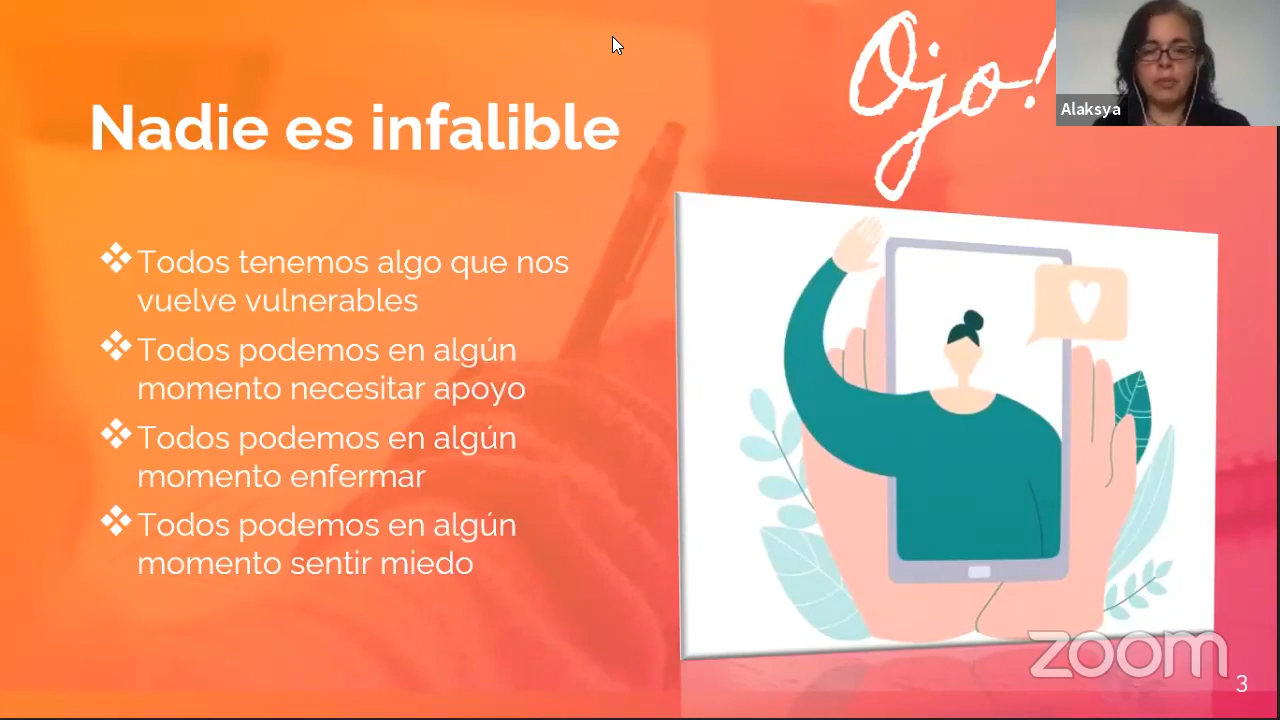 Ojo!
Alaksya
Nadie es infalible
Todos tenemos algo que nos
vuelve vulnerables
Todos podemos en algún
momento necesitar apoyo
Todos podemos en algún
momento enfermar
Todos podemos en algún
momento sentir miedo
zoom
3